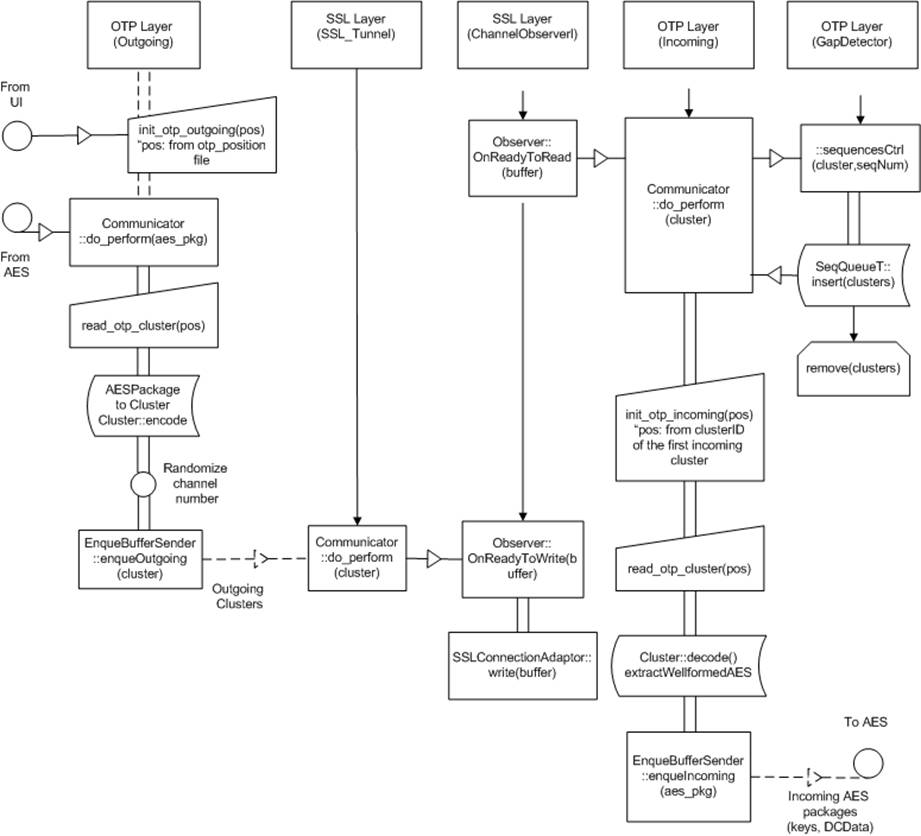 OTP Layer
(Outgoing)
SSL Layer
(SSL_Tunnel)
SSL Layer
(ChannelObserverI)
OTP Layer
(Incoming)
OTP Layer
(GapDetector)
From
UI
init_otp_outgoing(pos)
“pos: from otp_position
file
Observer::
OnReadyToRead
(buffer)
Communicator
::do_perform
(cluster)
::sequencesCtrl
(cluster,seqNum)
From
AES
Communicator
::do_perform(aes_pkg)
SeqQueueT::
insert(clusters)
read_otp_cluster(pos)
remove(clusters)
AESPackage
to Cluster
Cluster::encode
init_otp_incoming(pos)
“pos: from clusterID
of the first incoming
cluster
Randomize
channel
number
EnqueBufferSender
::enqueOutgoing
(cluster)
Outgoing
Clusters
Communicator
::do_perform
(cluster)
Observer::
OnReadyToWrite(b
uffer)
read_otp_cluster(pos)
SSLConnectionAdaptor::
write(buffer)
Cluster::decode()
extractWellformedAES
To AES
EnqueBufferSender
::enqueIncoming
(aes_pkg)
Incoming AES
packages
(keys, DCData)